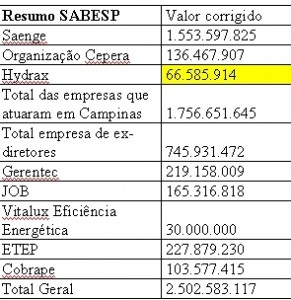 Resumo SABESP Valor corrigido
Saenge 1.553.597.825
Organização Cepera 136.467.907
Hydrax 66.585.914
Total das empresas que
atuaram em Campinas 1.756.651.645
Total empresa de ex-
diretores 745.931.472
Gerentec 219.158.009
JOB 165.316.818
Vitalux Eficiência
Energética 30.000.000
ETEP 227.879.230
Cobrape 103.577.415
Total Geral 2.502.583.117